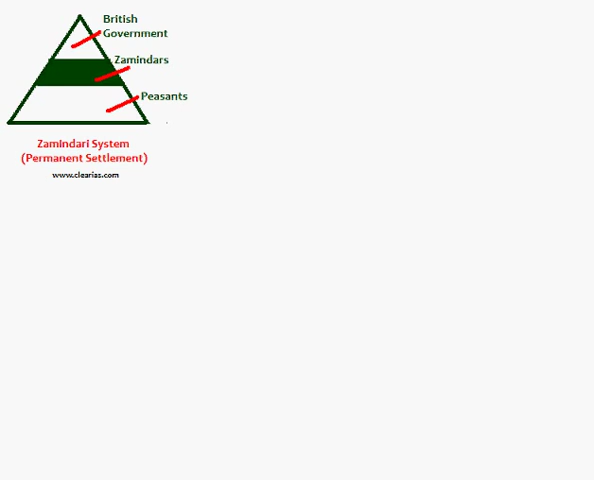 British
Government
Zamindars
Peasants
Zamindari System
(Permanent Settlement)
www.clearias.com